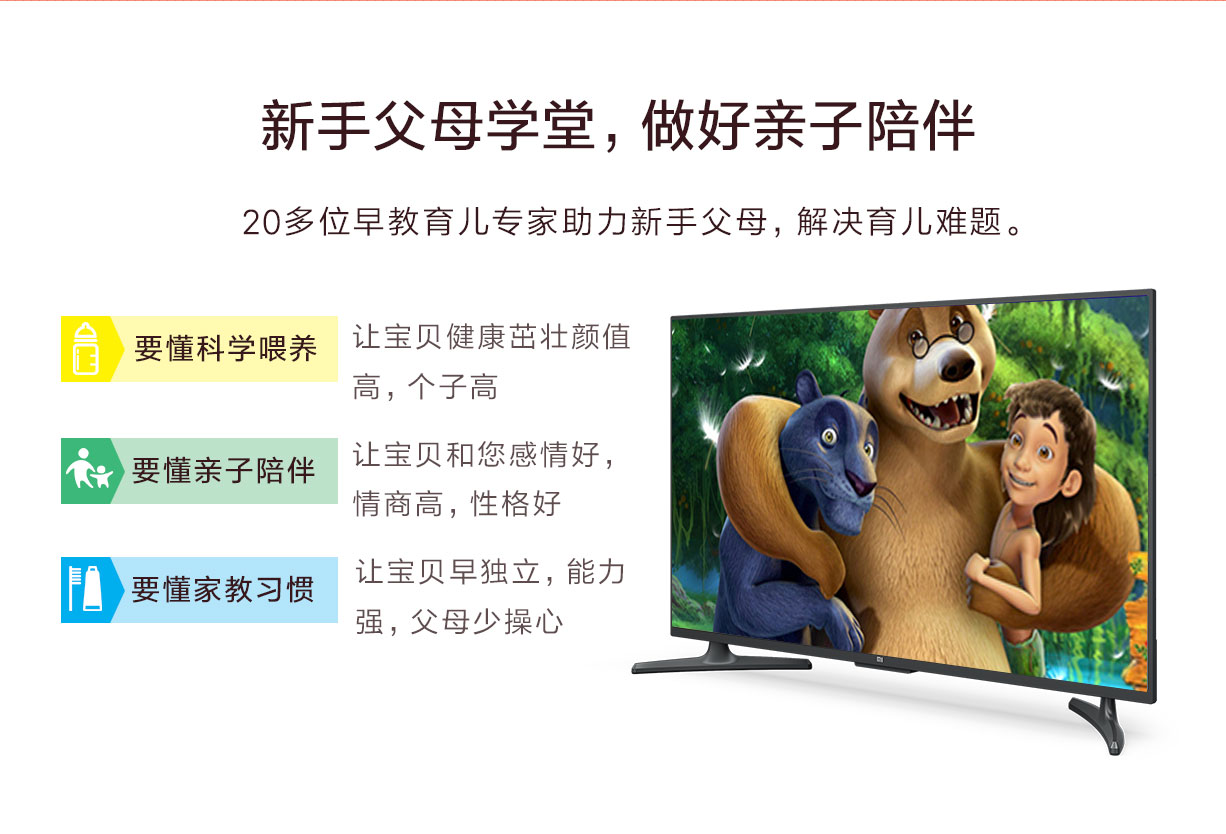 新手父母学堂，做好亲子陪伴
20多位早教育儿专家助力新手父母，解决育儿难题。
要懂科学喂养
让宝贝健康茁壮颜值
高，个子高
要懂亲子陪伴
让宝贝和您感情好，
情商高，性格好
要懂家教习惯
让宝贝早独立，能力
强，父母少操心